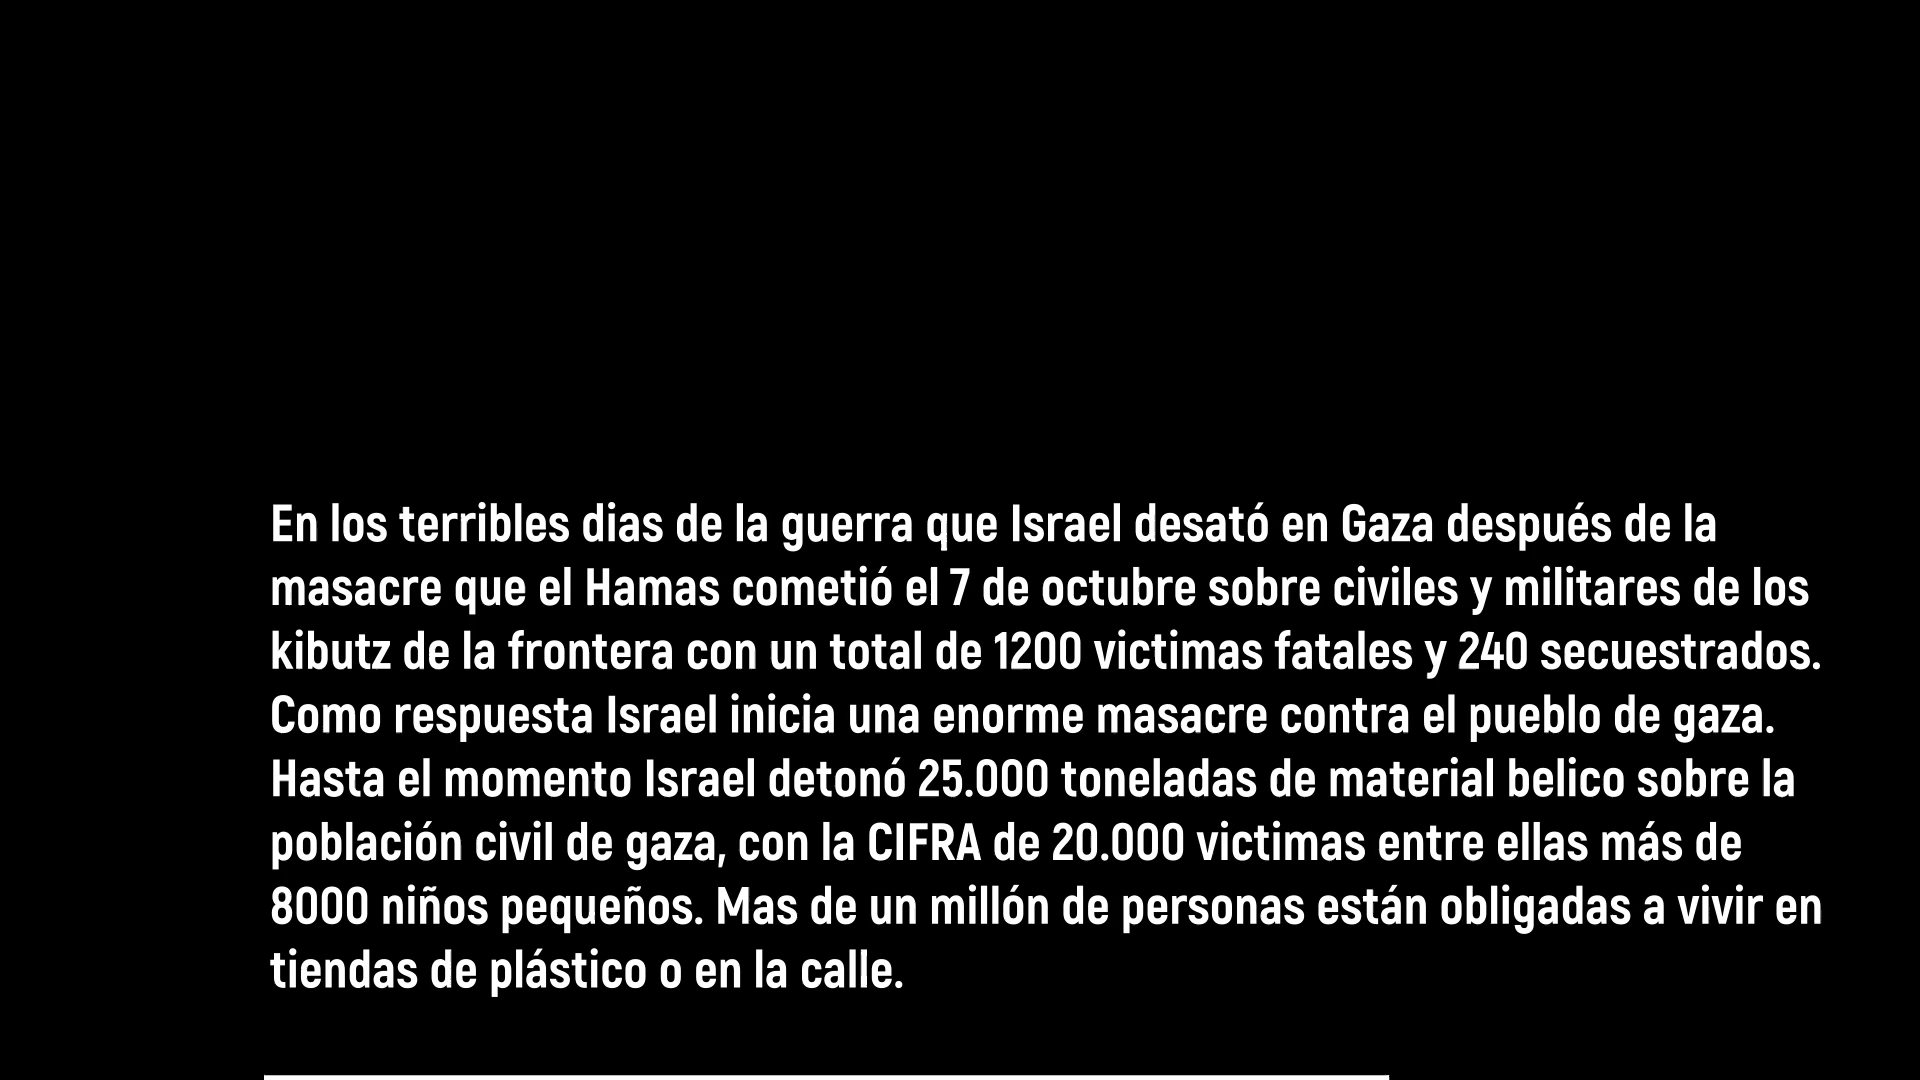 En los terribles dias de la guerra que Israel desató en Gaza después de la
masacre que el Hamas cometió el 7 de octubre sobre civiles y militares de los
kibutz de la frontera con un total de 1200 victimas fatales y 240 secuestrados.
Como respuesta Israel inicia una enorme masacre contra el pueblo de gaza.
Hasta el momento Israel detonó 25.000 toneladas de material belico sobre la
población civil de gaza, con la CIFRA de 20.000 victimas entre ellas más de
8000 niños pequeños. Mas de un millón de personas están obligadas a vivir en
tiendas de plástico o en la calle.